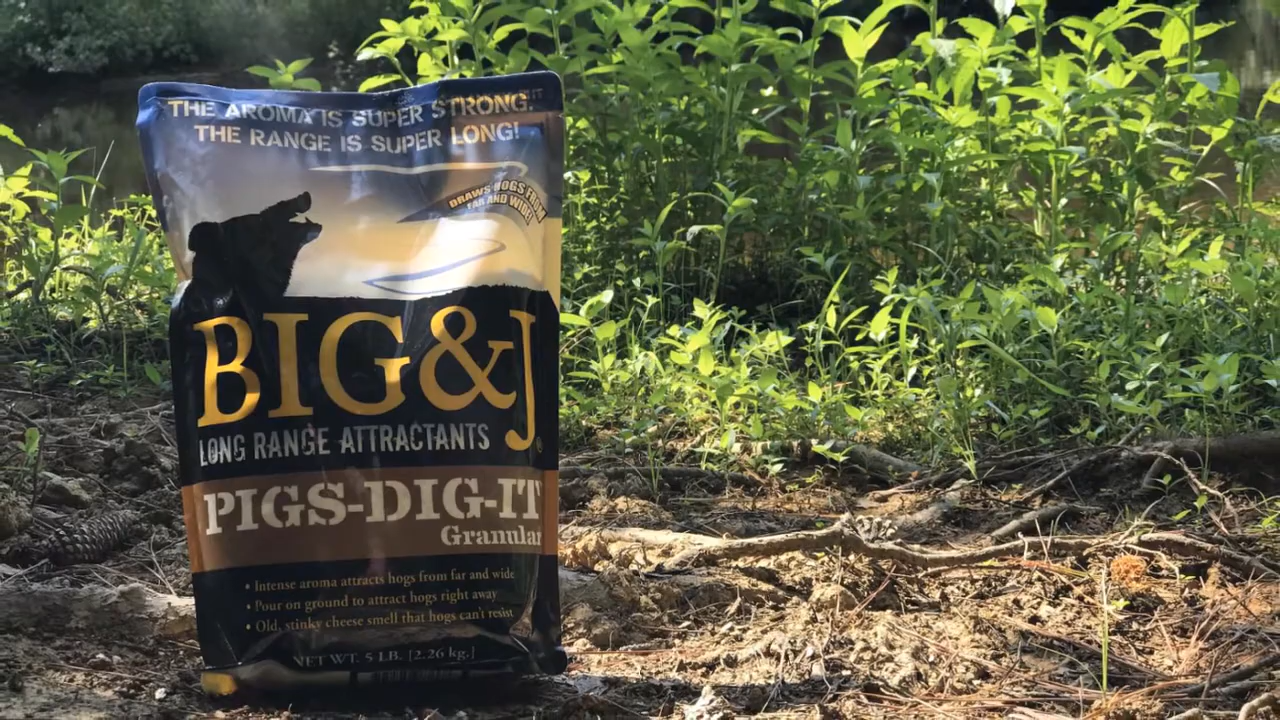 THE AROMA IS SUPER STRONG.
THE RANGE IS SUPER LONG!
DRAWS HOGS FROM
FAR AND WIDE!
BIG&J®
LONG RANGE ATTRACTANTS
PIGS-DIG-IT
Granular
• Intense aroma attracts hogs from far and wide
• Pour on ground to attract hogs right away
• Old, stinky cheese smell that hogs can't resist
NET WT. 5 LB. [2.26 kg.]